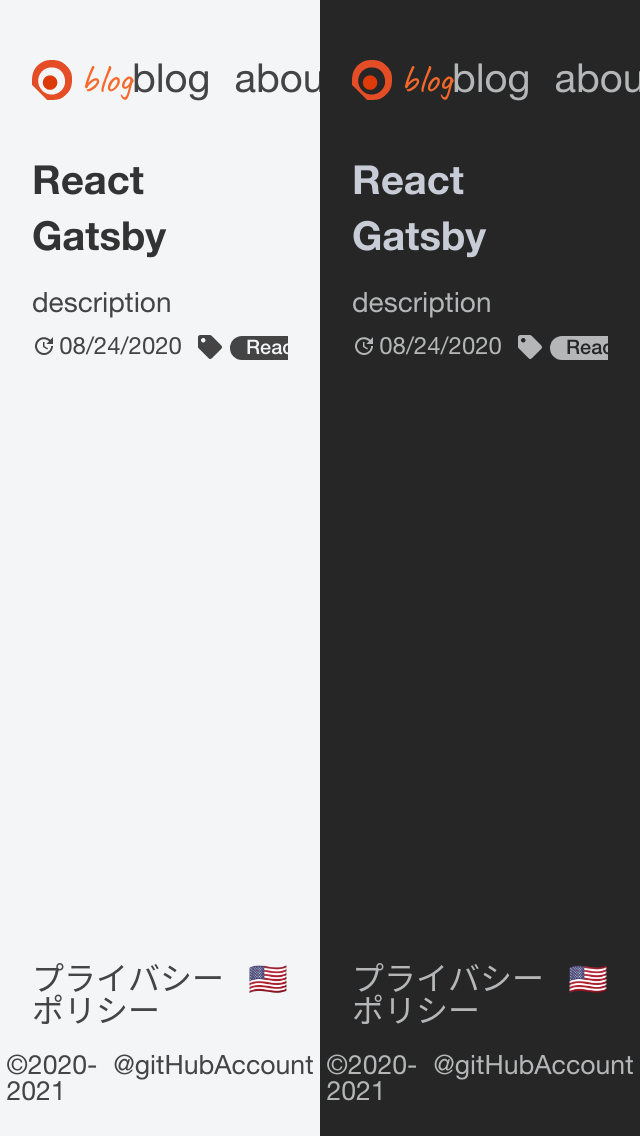 blog blog abou
React
Gatsby
description
08/24/2020 Reac
プライバシー
ポリシー
©2020- @gitHubAccount
2021
blog blog abou
React
Gatsby
description
08/24/2020 Reac
プライバシー
ポリシー
©2020- @gitHubAccount
2021